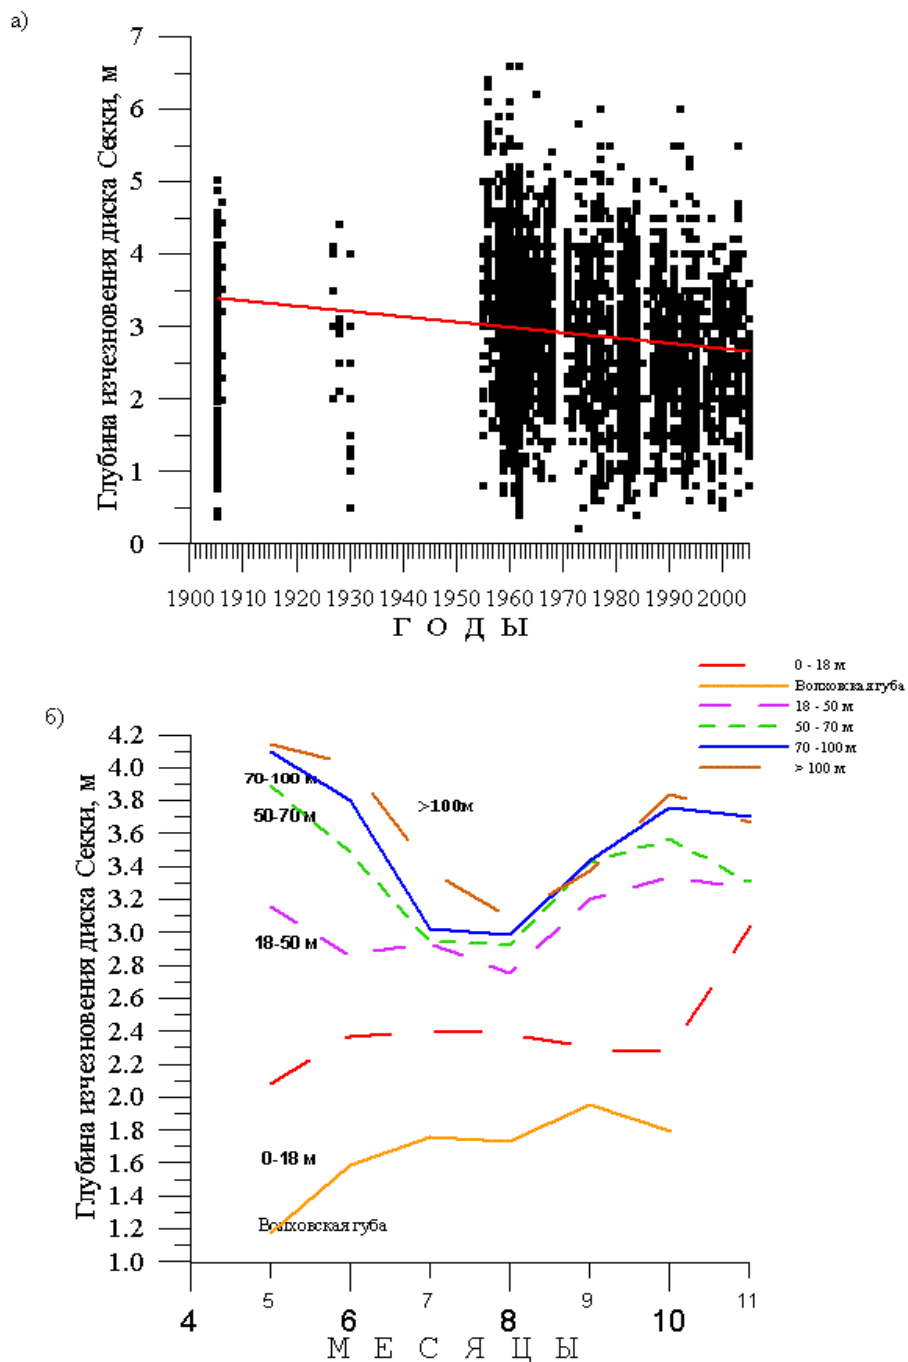 а)
Глубина изчезновения диска Секки, м
7
6
5
4
3
2
1
0
1900 1910 1920 1930 1940 1950 1960 1970 1980 1990 2000
Г О Д Ы
0 - 18 м
Волховская губа
18 - 50 м
50 - 70 м
70 -100 м
> 100 м
б)
Глубина изчезновения диска Секки, м
4.2
4.0
3.8
3.6
3.4
3.2
3.0
2.8
2.6
2.4
2.2
2.0
1.8
1.6
1.4
1.2
1.0
70-100 м
>100м
50-70 м
18-50 м
0-18 м
Волховская губа
4 5 6 7 8 9 10 11
М Е С Я Ц Ы